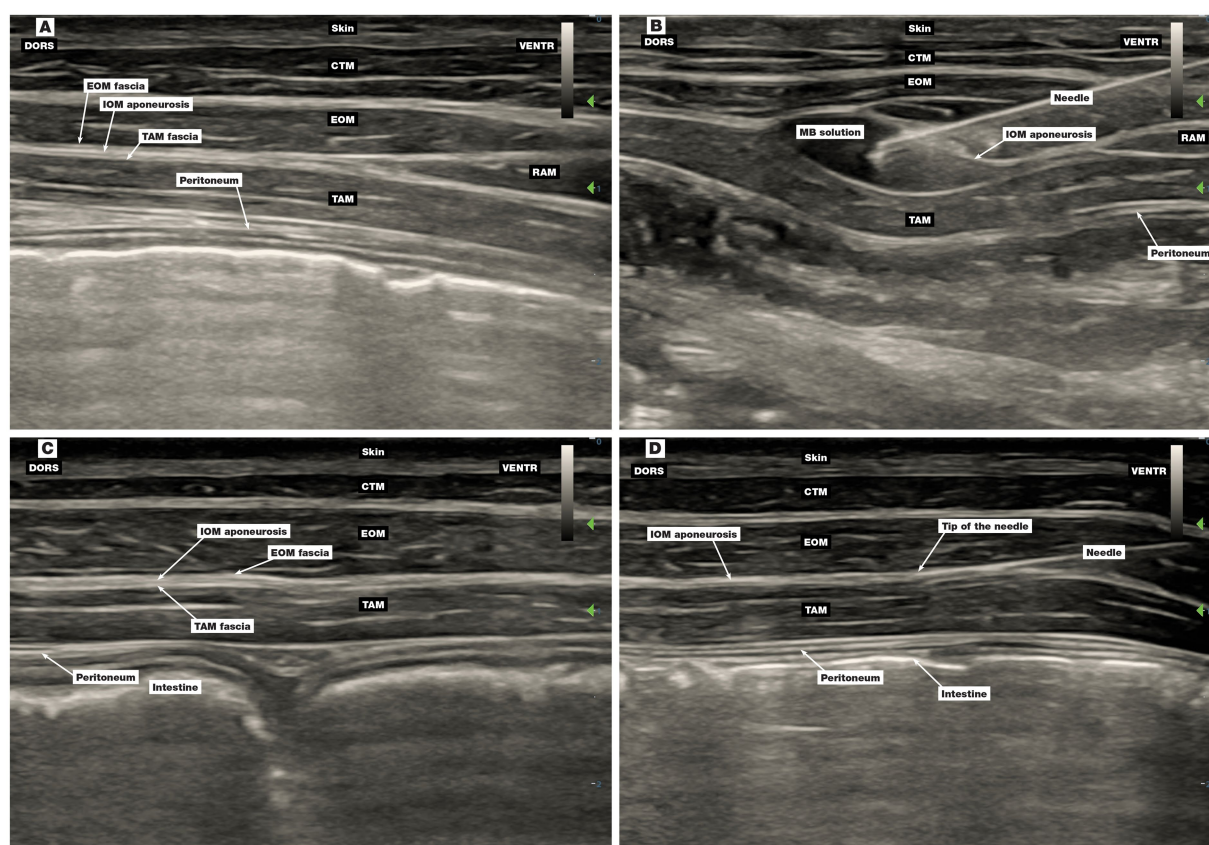 A
Skin
DORS
VENTR
CTM
EOM fascia
IOM aponeurosis
EOM
TAM fascia
RAM
Peritoneum
TAM
B
Skin
DORS
VENTR
CTM
EOM
Needle
MB solution
IOM aponeurosis
RAM
TAM
Peritoneum
C
Skin
DORS
VENTR
CTM
IOM aponeurosis
EOM
EOM fascia
TAM
TAM fascia
Peritoneum
Intestine
D
Skin
DORS
VENTR
CTM
Tip of the needle
IOM aponeurosis
EOM
Needle
TAM
Peritoneum
Intestine